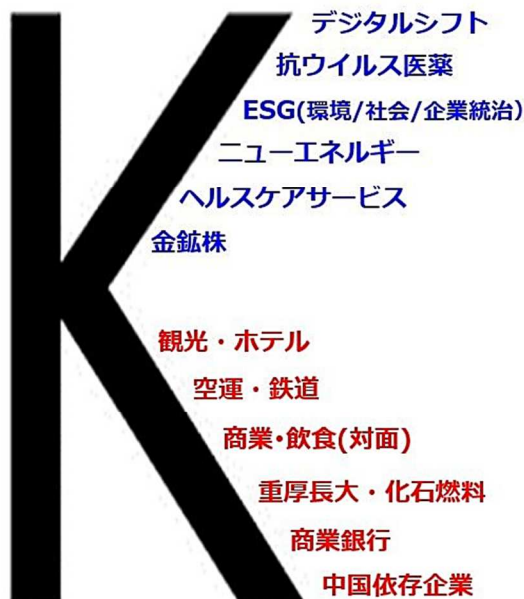 デジタルシフト
抗ウイルス医薬
ESG(環境/社会/企業統治)
ニューエネルギー
ヘルスケアサービス
金鉱株
観光・ホテル
空運・鉄道
商業・飲食(対面)
重厚長大・化石燃料
商業銀行
中国依存企業